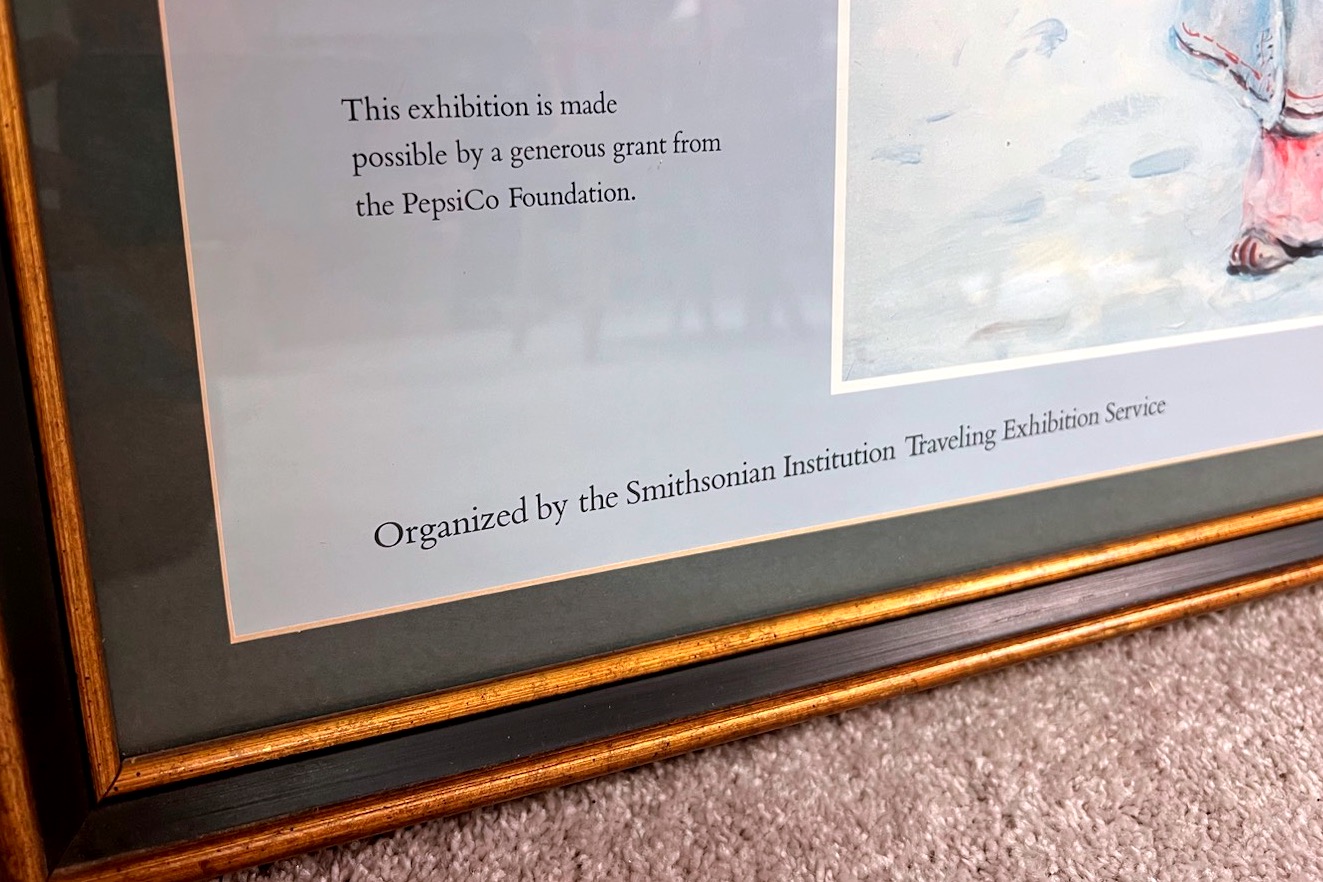 This exhibition is made
possible by a generous grant from
the PepsiCo Foundation.
Organized by the Smithsonian Institution Traveling Exhibition Service